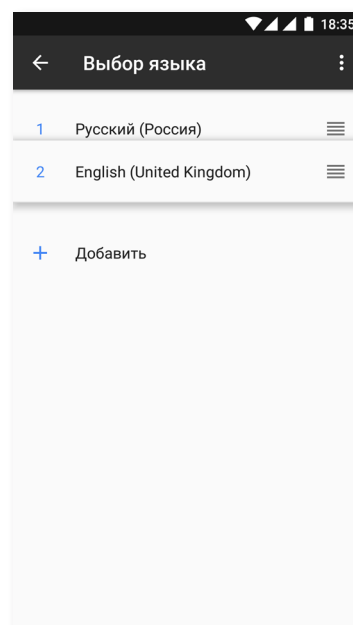 18:35
Выбор языка
1 Русский (Россия)
2 English (United Kingdom)
+ Добавить